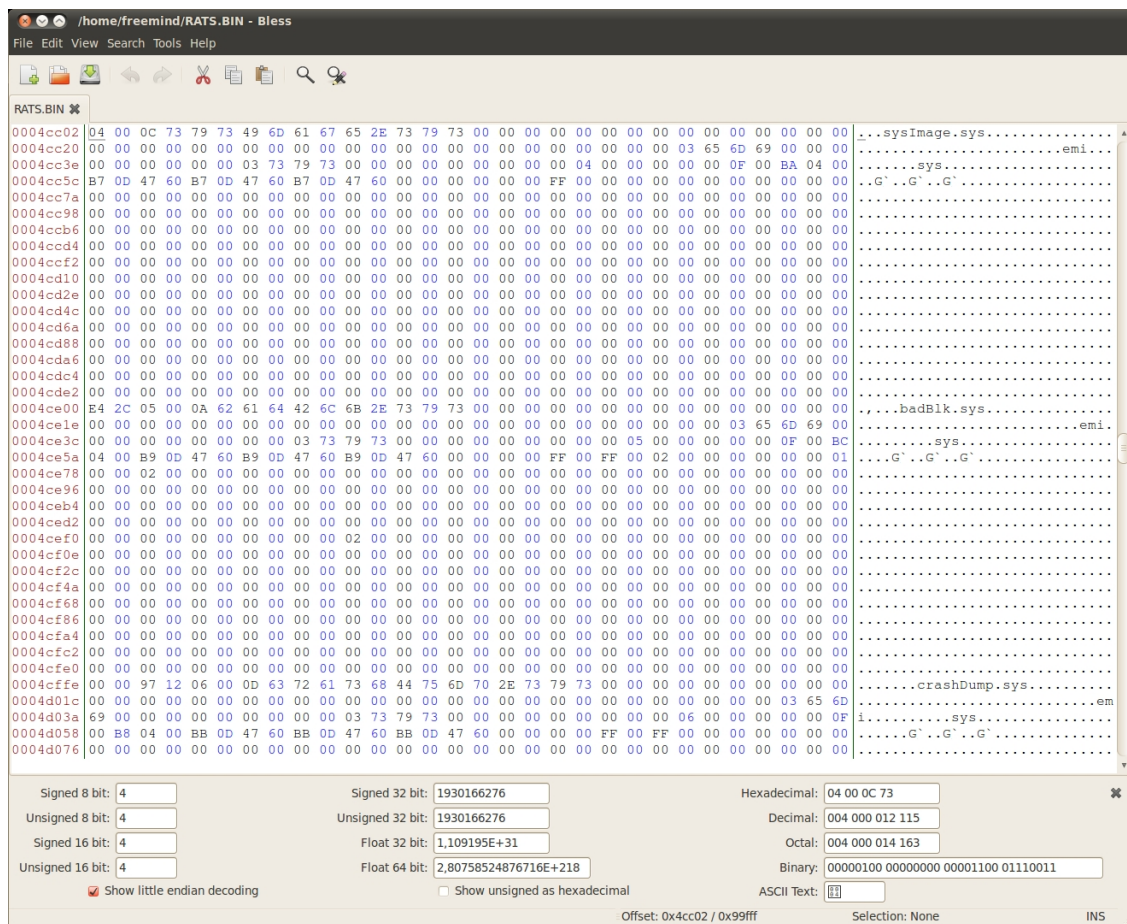 /home/freemind/RATS.BIN - Bless
File Edit View Search Tools Help
RATS.BIN
0004cc02 04 00 0C 73 79 73 49 6D 61 67 65 2E 73 79 73 00 00 00 00 00 00 00 00 00 00 00 00 00 00 00 ...sysImage.sys...............
0004cc20 00 00 00 00 00 00 00 00 00 00 00 00 00 00 00 00 00 00 00 00 00 00 00 03 65 6D 69 00 00 00 ........................emi...
0004cc3e 00 00 00 00 00 00 03 73 79 73 00 00 00 00 00 00 00 00 00 04 00 00 00 00 00 0F 00 BA 04 00 .......sys....................
0004cc5c B7 0D 47 60 B7 0D 47 60 B7 0D 47 60 00 00 00 00 00 00 FF 00 00 00 00 00 00 00 00 00 00 00 ..G`..G`..G`..................
0004cc7a 00 00 00 00 00 00 00 00 00 00 00 00 00 00 00 00 00 00 00 00 00 00 00 00 00 00 00 00 00 00 ..............................
0004cc98 00 00 00 00 00 00 00 00 00 00 00 00 00 00 00 00 00 00 00 00 00 00 00 00 00 00 00 00 00 00 ..............................
0004ccb6 00 00 00 00 00 00 00 00 00 00 00 00 00 00 00 00 00 00 00 00 00 00 00 00 00 00 00 00 00 00 ..............................
0004ccd4 00 00 00 00 00 00 00 00 00 00 00 00 00 00 00 00 00 00 00 00 00 00 00 00 00 00 00 00 00 00 ..............................
0004ccf2 00 00 00 00 00 00 00 00 00 00 00 00 00 00 00 00 00 00 00 00 00 00 00 00 00 00 00 00 00 00 ..............................
0004cd10 00 00 00 00 00 00 00 00 00 00 00 00 00 00 00 00 00 00 00 00 00 00 00 00 00 00 00 00 00 00 ..............................
0004cd2e 00 00 00 00 00 00 00 00 00 00 00 00 00 00 00 00 00 00 00 00 00 00 00 00 00 00 00 00 00 00 ..............................
0004cd4c 00 00 00 00 00 00 00 00 00 00 00 00 00 00 00 00 00 00 00 00 00 00 00 00 00 00 00 00 00 00 ..............................
0004cd6a 00 00 00 00 00 00 00 00 00 00 00 00 00 00 00 00 00 00 00 00 00 00 00 00 00 00 00 00 00 00 ..............................
0004cd88 00 00 00 00 00 00 00 00 00 00 00 00 00 00 00 00 00 00 00 00 00 00 00 00 00 00 00 00 00 00 ..............................
0004cda6 00 00 00 00 00 00 00 00 00 00 00 00 00 00 00 00 00 00 00 00 00 00 00 00 00 00 00 00 00 00 ..............................
0004cdc4 00 00 00 00 00 00 00 00 00 00 00 00 00 00 00 00 00 00 00 00 00 00 00 00 00 00 00 00 00 00 ..............................
0004cde2 00 00 00 00 00 00 00 00 00 00 00 00 00 00 00 00 00 00 00 00 00 00 00 00 00 00 00 00 00 00 ..............................
0004ce00 E4 2C 05 00 0A 62 61 64 42 6C 6B 2E 73 79 73 00 00 00 00 00 00 00 00 00 00 00 00 00 00 00 .,...badBlk.sys...............
0004ce1e 00 00 00 00 00 00 00 00 00 00 00 00 00 00 00 00 00 00 00 00 00 00 00 00 00 03 65 6D 69 00 ..........................emi.
0004ce3c 00 00 00 00 00 00 00 00 03 73 79 73 00 00 00 00 00 00 00 00 00 05 00 00 00 00 00 0F 00 BC .........sys..................
0004ce5a 04 00 B9 0D 47 60 B9 0D 47 60 B9 0D 47 60 00 00 00 00 FF 00 FF 00 02 00 00 00 00 00 00 01 ....G`..G`..G`................
0004ce78 00 00 02 00 00 00 00 00 00 00 00 00 00 00 00 00 00 00 00 00 00 00 00 00 00 00 00 00 00 00 ..............................
0004ce96 00 00 00 00 00 00 00 00 00 00 00 00 00 00 00 00 00 00 00 00 00 00 00 00 00 00 00 00 00 00 ..............................
0004ceb4 00 00 00 00 00 00 00 00 00 00 00 00 00 00 00 00 00 00 00 00 00 00 00 00 00 00 00 00 00 00 ..............................
0004ced2 00 00 00 00 00 00 00 00 00 00 00 00 00 00 00 00 00 00 00 00 00 00 00 00 00 00 00 00 00 00 ..............................
0004cef0 00 00 00 00 00 00 00 00 00 00 02 00 00 00 00 00 00 00 00 00 00 00 00 00 00 00 00 00 00 00 ..............................
0004cf0e 00 00 00 00 00 00 00 00 00 00 00 00 00 00 00 00 00 00 00 00 00 00 00 00 00 00 00 00 00 00 ..............................
0004cf2c 00 00 00 00 00 00 00 00 00 00 00 00 00 00 00 00 00 00 00 00 00 00 00 00 00 00 00 00 00 00 ..............................
0004cf4a 00 00 00 00 00 00 00 00 00 00 00 00 00 00 00 00 00 00 00 00 00 00 00 00 00 00 00 00 00 00 ..............................
0004cf68 00 00 00 00 00 00 00 00 00 00 00 00 00 00 00 00 00 00 00 00 00 00 00 00 00 00 00 00 00 00 ..............................
0004cf86 00 00 00 00 00 00 00 00 00 00 00 00 00 00 00 00 00 00 00 00 00 00 00 00 00 00 00 00 00 00 ..............................
0004cfa4 00 00 00 00 00 00 00 00 00 00 00 00 00 00 00 00 00 00 00 00 00 00 00 00 00 00 00 00 00 00 ..............................
0004cfc2 00 00 00 00 00 00 00 00 00 00 00 00 00 00 00 00 00 00 00 00 00 00 00 00 00 00 00 00 00 00 ..............................
0004cfe0 00 00 00 00 00 00 00 00 00 00 00 00 00 00 00 00 00 00 00 00 00 00 00 00 00 00 00 00 00 00 ..............................
0004cffe 00 00 97 12 06 00 0D 63 72 61 73 68 44 75 6D 70 2E 73 79 73 00 00 00 00 00 00 00 00 00 00 .......crashDump.sys..........
0004d01c 00 00 00 00 00 00 00 00 00 00 00 00 00 00 00 00 00 00 00 00 00 00 00 00 00 00 00 03 65 6D ............................em
0004d03a 69 00 00 00 00 00 00 00 00 00 03 73 79 73 00 00 00 00 00 00 00 00 00 06 00 00 00 00 00 0F i..........sys................
0004d058 00 B8 04 00 BB 0D 47 60 BB 0D 47 60 BB 0D 47 60 00 00 00 00 FF 00 FF 00 00 00 00 00 00 00 ......G`..G`..G`..............
0004d076 00 00 00 00 00 00 00 00 00 00 00 00 00 00 00 00 00 00 00 00 00 00 00 00 00 00 00 00 00 00 ..............................
Signed 8 bit: 4 Signed 32 bit: 1930166276 Hexadecimal: 04 00 0C 73
Unsigned 8 bit: 4 Unsigned 32 bit: 1930166276 Decimal: 004 000 012 115
Signed 16 bit: 4 Float 32 bit: 1,109195E+31 Octal: 004 000 014 163
Unsigned 16 bit: 4 Float 64 bit: 2,80758524876716E+218 Binary: 00000100 00000000 00001100 01110011
Show little endian decoding Show unsigned as hexadecimal ASCII Text:
Offset: 0x4cc02 / 0x99fff Selection: None INS